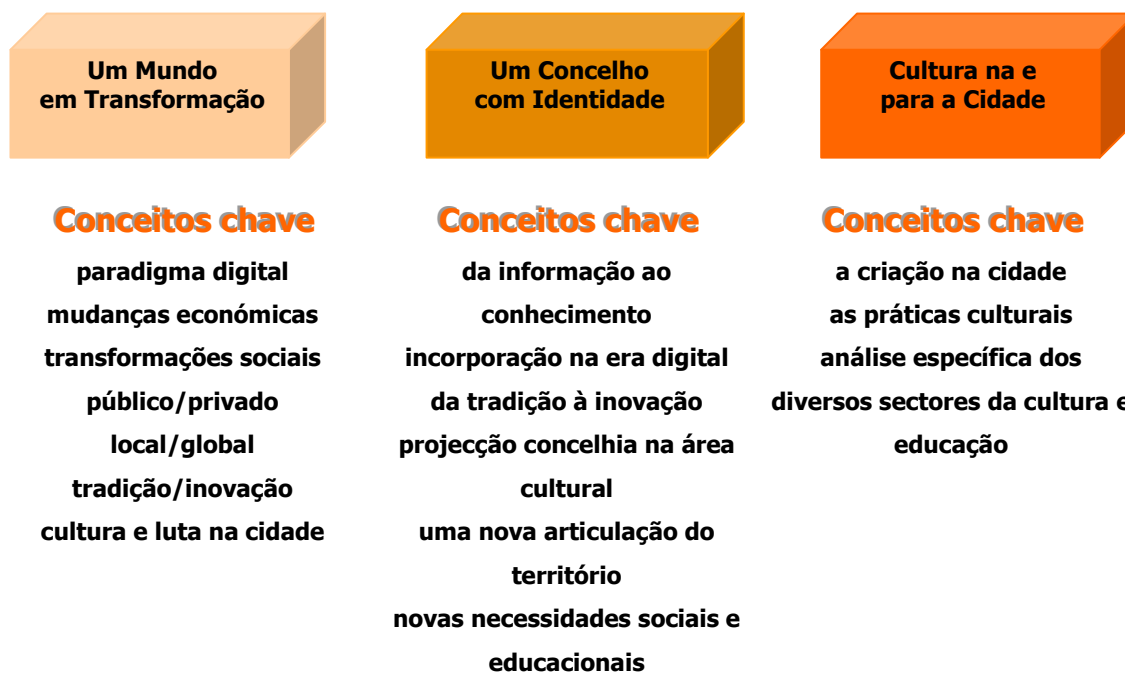 Um Mundo
em Transformação
Conceitos chave
paradigma digital
mudanças económicas
transformações sociais
público/privado
local/global
tradição/inovação
cultura e luta na cidade
Um Concelho
com Identidade
Conceitos chave
da informação ao
conhecimento
incorporação na era digital
da tradição à inovação
projecção concelhia na área
cultural
uma nova articulação do
território
novas necessidades sociais e
educacionais
Cultura na e
para a Cidade
Conceitos chave
a criação na cidade
as práticas culturais
análise específica dos
diversos sectores da cultura e
educação